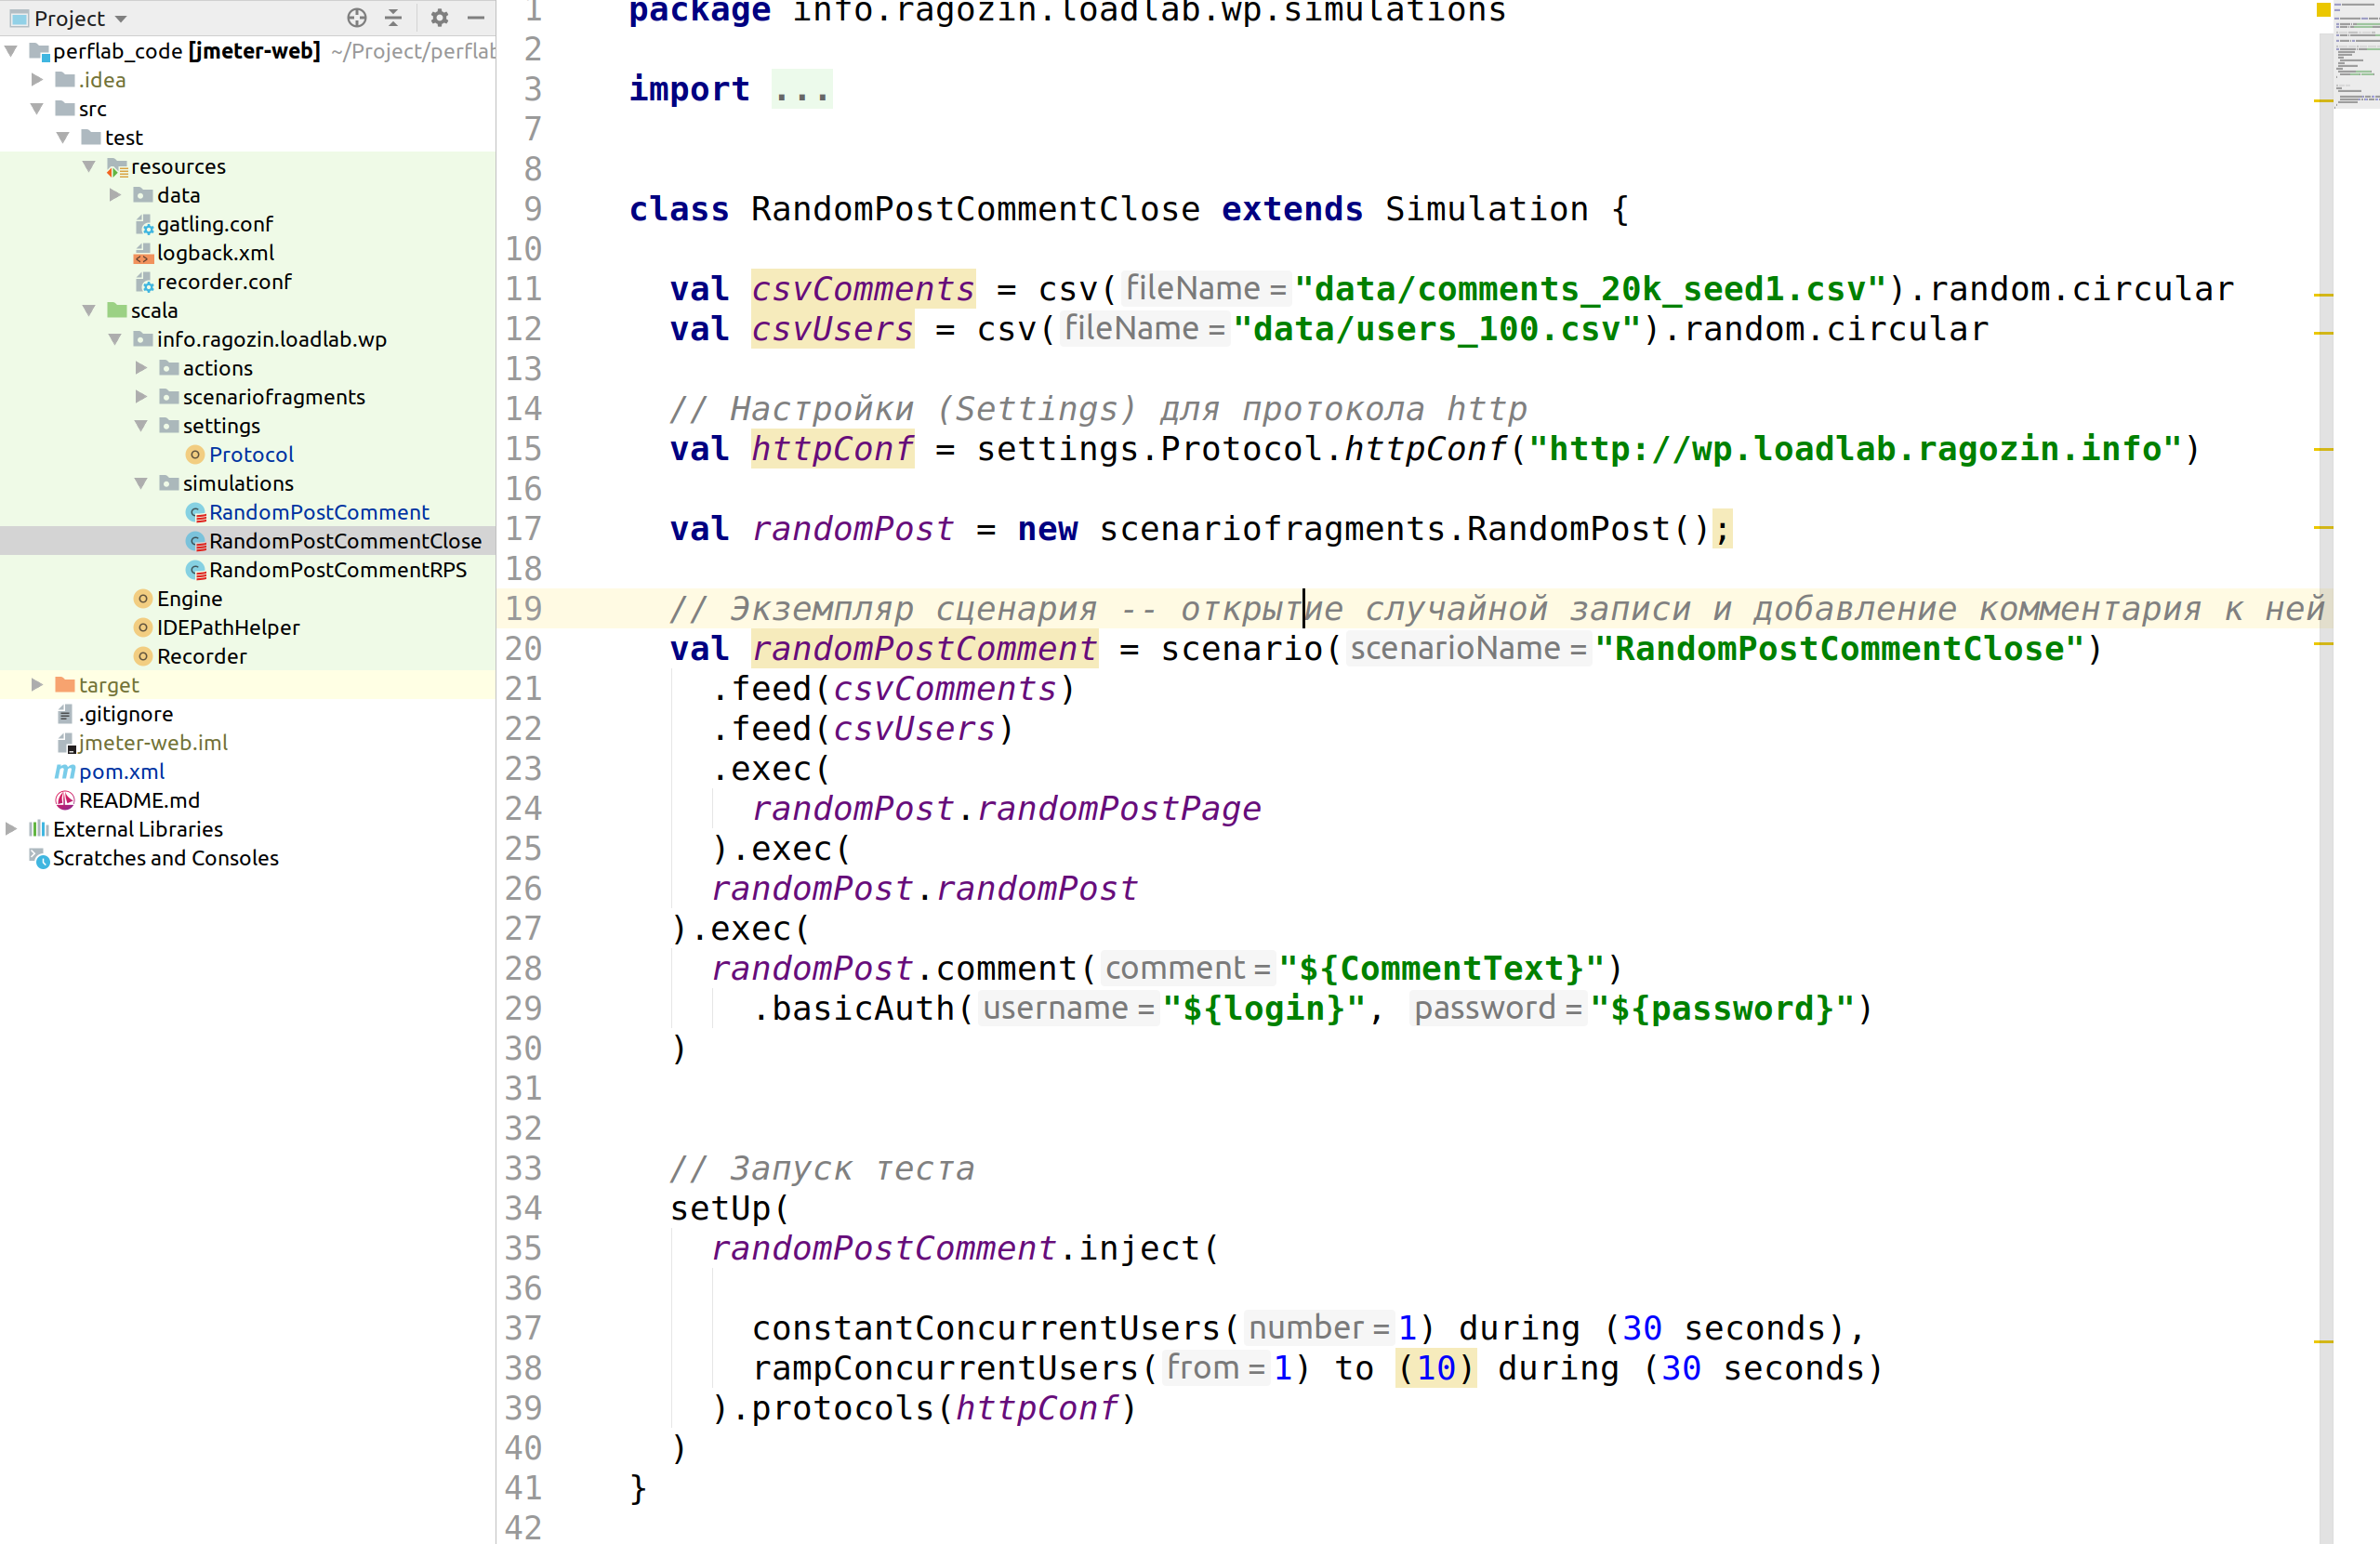 Project
perflab_code [jmeter-web] ~/Project/perflab
.idea
src
test
resources
data
gatling.conf
logback.xml
recorder.conf
scala
info.ragozin.loadlab.wp
actions
scenariofragments
settings
Protocol
simulations
RandomPostComment
RandomPostCommentClose
RandomPostCommentRPS
Engine
IDEPathHelper
Recorder
target
.gitignore
jmeter-web.iml
pom.xml
README.md
External Libraries
Scratches and Consoles
1 package info.ragozin.loadlab.wp.simulations
2
3 import ...
7
8
9 class RandomPostCommentClose extends Simulation {
10
11 val csvComments = csv( fileName = "data/comments_20k_seed1.csv").random.circular
12 val csvUsers = csv( fileName = "data/users_100.csv").random.circular
13
14 // Настройки (Settings) для протокола http
15 val httpConf = settings.Protocol.httpConf("http://wp.loadlab.ragozin.info")
16
17 val randomPost = new scenariofragments.RandomPost();
18
19 // Экземпляр сценария -- открытие случайной записи и добавление комментария к ней
20 val randomPostComment = scenario( scenarioName = "RandomPostCommentClose")
21 .feed(csvComments)
22 .feed(csvUsers)
23 .exec(
24 randomPost.randomPostPage
25 ).exec(
26 randomPost.randomPost
27 ).exec(
28 randomPost.comment( comment = "${CommentText}")
29 .basicAuth( username = "${login}", password = "${password}")
30 )
31
32
33 // Запуск теста
34 setUp(
35 randomPostComment.inject(
36
37 constantConcurrentUsers( number = 1) during (30 seconds),
38 rampConcurrentUsers( from = 1) to (10) during (30 seconds)
39 ).protocols(httpConf)
40 )
41 }
42